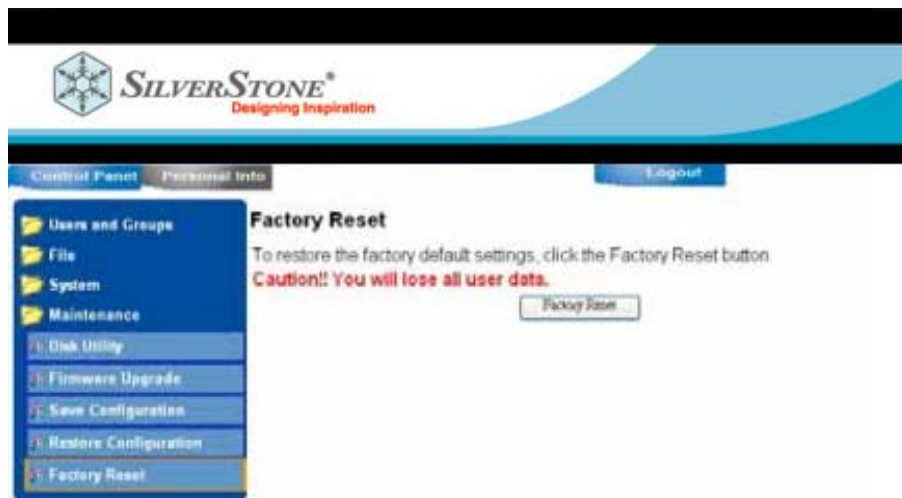 SILVERSTONE®
Designing Inspiration
Control Panel
Personal Info
Logout
Users and Groups
File
System
Maintenance
Disk Utility
Firmware Upgrade
Save Configuration
Restore Configuration
Factory Reset
Factory Reset
To restore the factory default settings, click the Factory Reset button
Caution!! You will lose all user data.
Factory Reset